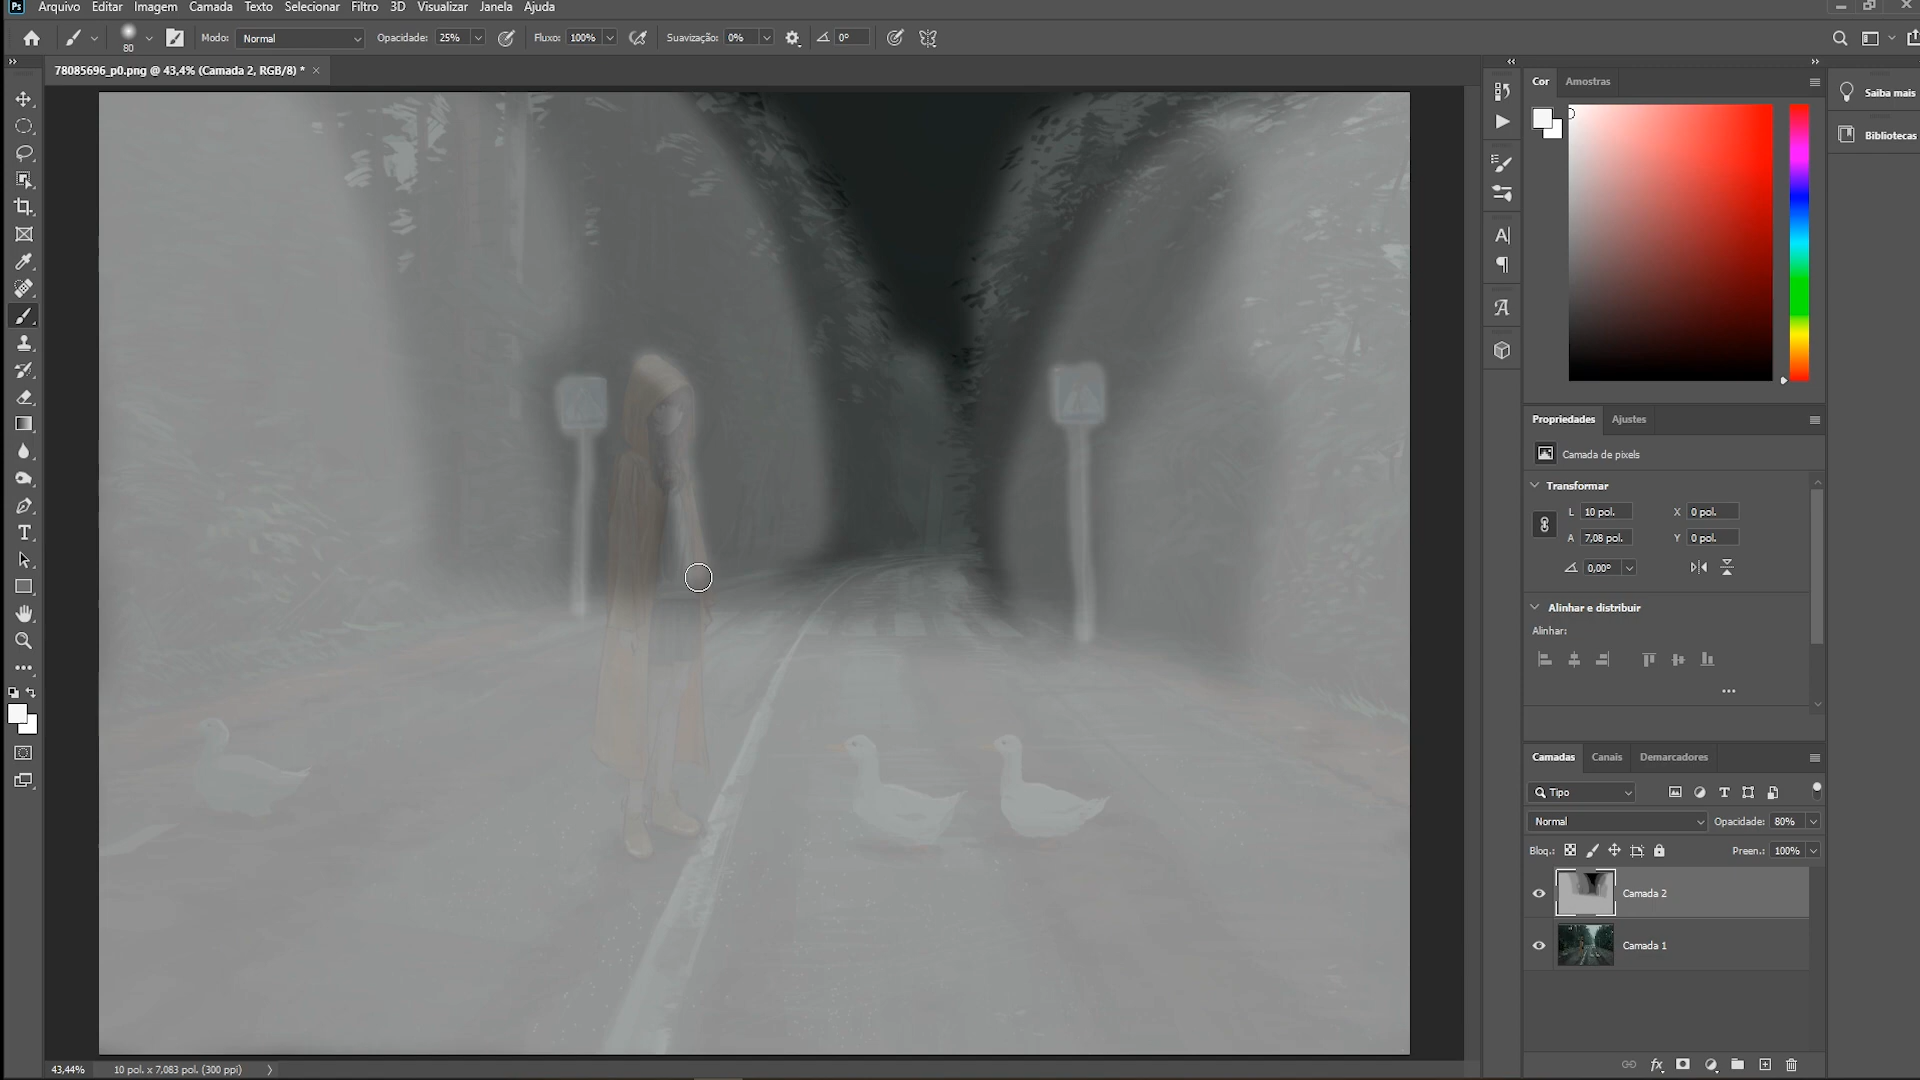 Ps Arquivo Editar Imagem Camada Texto Selecionar Filtro 3D Visualizar Janela Ajuda
80 Modo: Normal Opacidade: 25% Fluxo: 100% Suavização: 0% 0°
78085696_p0.png @ 43,4% (Camada 2, RGB/8) * ×
Cor Amostras
Saiba mais
Bibliotecas
Propriedades Ajustes
Camada de pixels
Transformar
L 10 pol. X 0 pol.
A 7,08 pol. Y 0 pol.
0,00°
Alinhar e distribuir
Alinhar:
Camadas Canais Demarcadores
Tipo
Normal Opacidade: 80%
Bloq.: Preen.: 100%
Camada 2
Camada 1
fx
43,44% 10 pol. x 7,083 pol. (300 ppi)